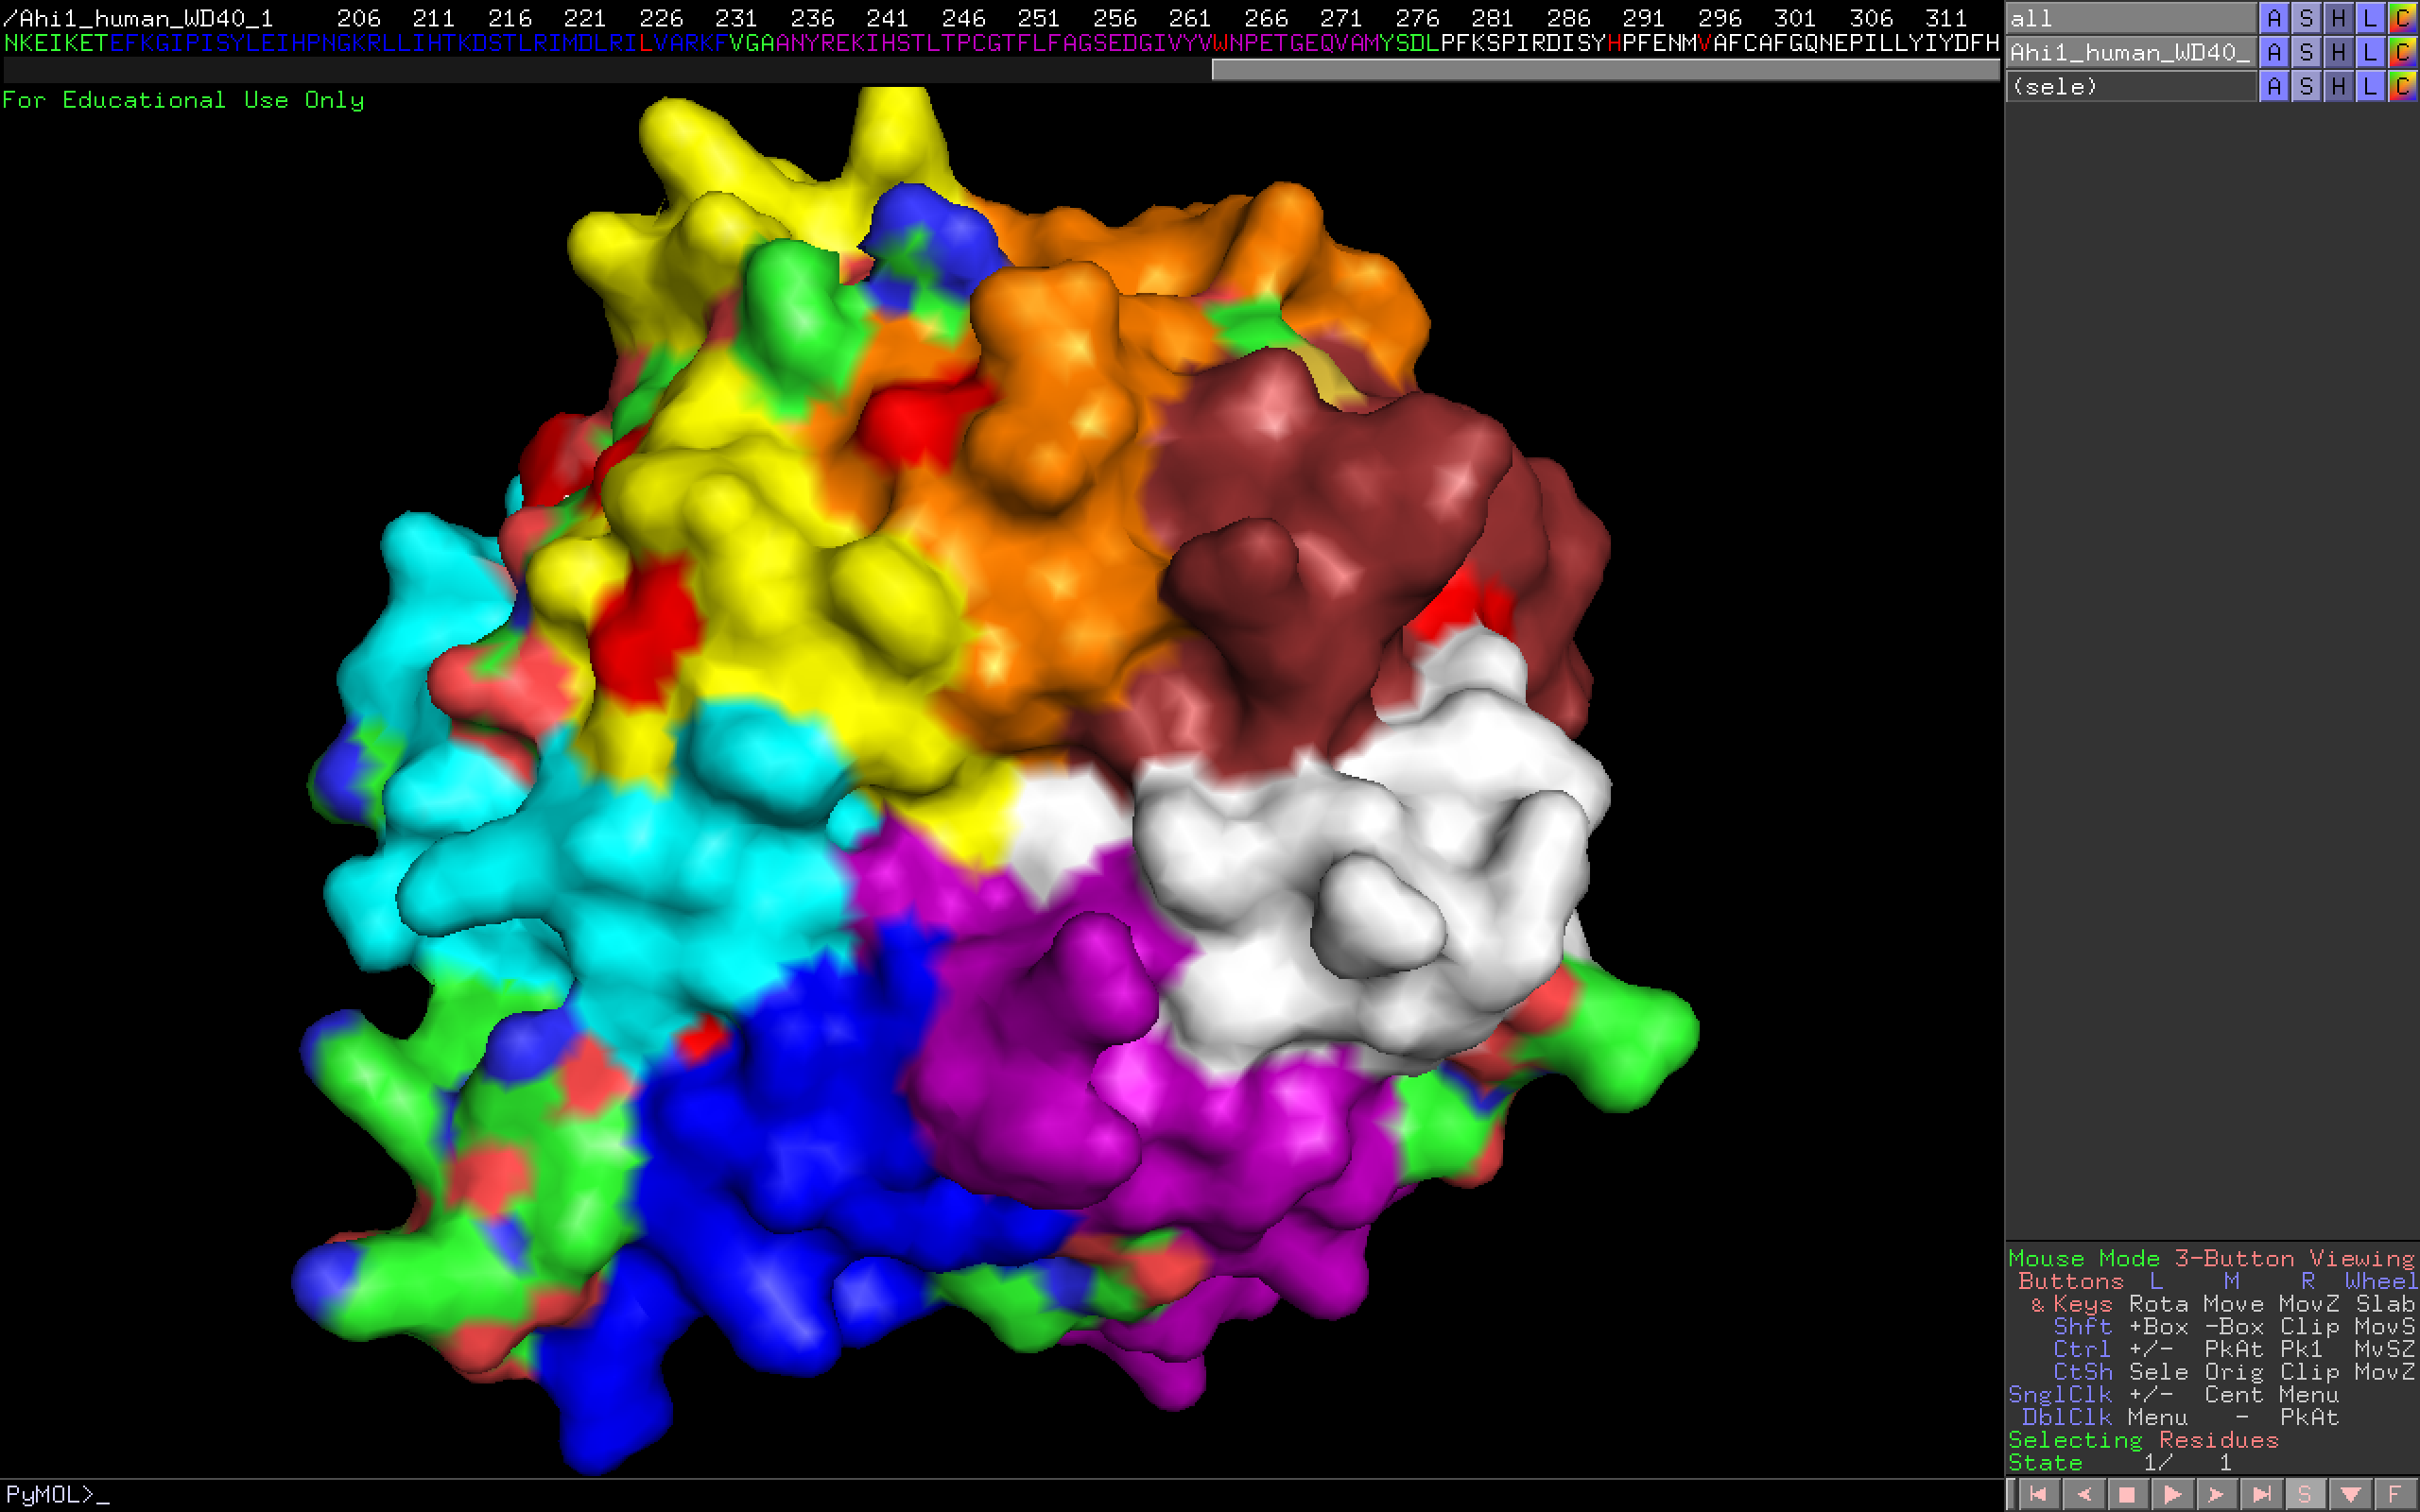 /Ahi1_human_WD40_1 206 211 216 221 226 231 236 241 246 251 256 261 266 271 276 281 286 291 296 301 306 311
NKEIKETEFKGIPISYLEIHPNGKRLLIHTKDSTLRIMDLRILVARKFVGAANYREKIHSTLTPCGTFLFAGSEDGIVYVWNPETGEQVAMYSDLPFKSPIRDISYHPFENMVAFCAFGQNEPILLYIYDFH
For Educational Use Only
all A S H L C
Ahi1_human_WD40_ A S H L C
(sele) A S H L C
Mouse Mode 3-Button Viewing
Buttons L M R Wheel
& Keys Rota Move MovZ Slab
Shft +Box -Box Clip MovS
Ctrl +/- PkAt Pk1 MvSZ
CtSh Sele Orig Clip MovZ
SnglClk +/- Cent Menu
DblClk Menu - PkAt
Selecting Residues
State 1/ 1
S F
PyMOL>_